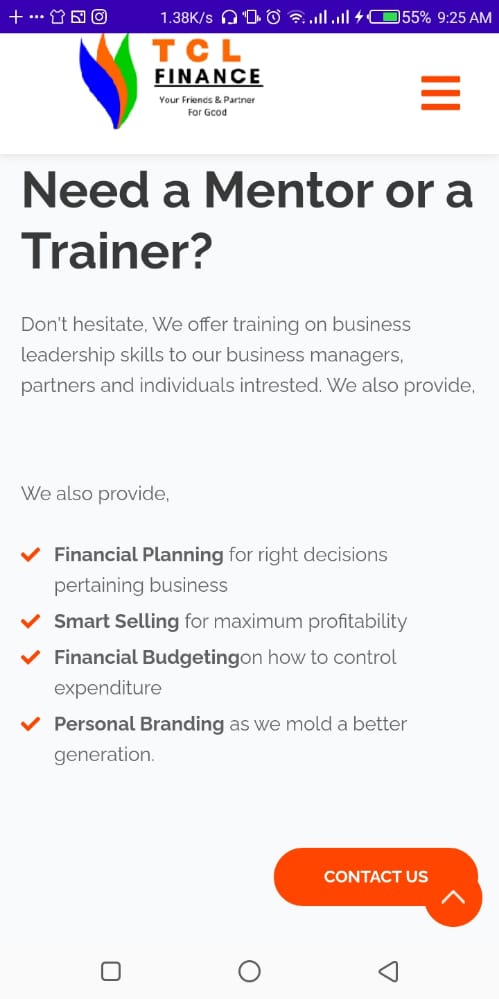 1.38K/s 55% 9:25 AM
TCL
FINANCE
Your Friends & Partner
For Good
Need a Mentor or a
Trainer?
Don't hesitate, We offer training on business
leadership skills to our business managers,
partners and individuals intrested. We also provide,
We also provide,
Financial Planning for right decisions
pertaining business
Smart Selling for maximum profitability
Financial Budgetingon how to control
expenditure
Personal Branding as we mold a better
generation.
CONTACT US